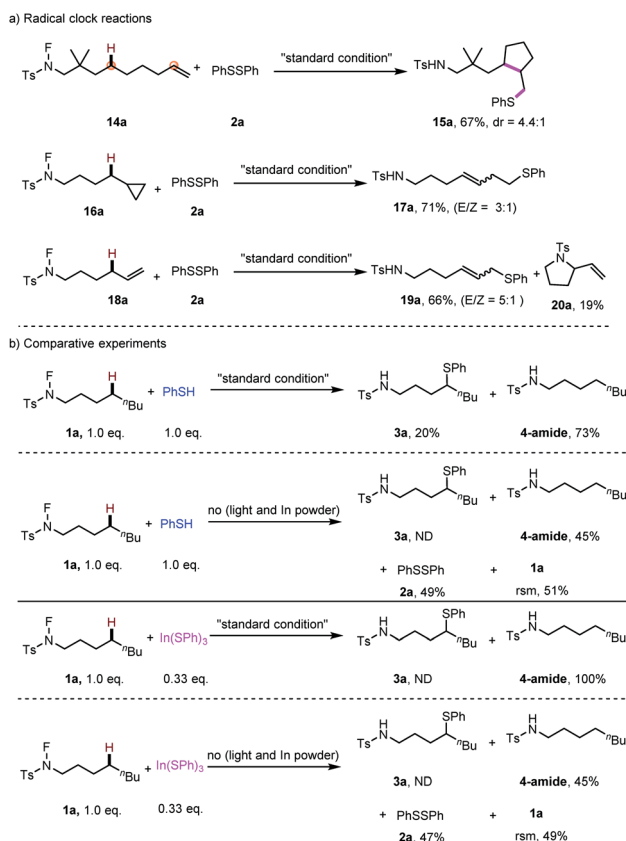 a) Radical clock reactions
F
H
Ts
N
+
PhSSPh
"standard condition"
TsHN
PhS
14a
2a
15a, 67%, dr = 4.4:1
F
H
Ts
N
+
PhSSPh
"standard condition"
TsHN
SPh
16a
2a
17a, 71%, (E/Z = 3:1)
F
H
Ts
N
+
PhSSPh
"standard condition"
TsHN
SPh
+
Ts
N
18a
2a
19a, 66%, (E/Z = 5:1 )
20a, 19%
b) Comparative experiments
F
H
Ts
N
nBu
+
PhSH
"standard condition"
H
SPh
Ts
N
nBu
+
H
Ts
N
nBu
1a, 1.0 eq.
1.0 eq.
3a, 20%
4-amide, 73%
F
H
Ts
N
nBu
+
PhSH
no (light and In powder)
H
SPh
Ts
N
nBu
+
H
Ts
N
nBu
1a, 1.0 eq.
1.0 eq.
3a, ND
4-amide, 45%
+ PhSSPh
+ 1a
2a, 49%
rsm, 51%
F
H
Ts
N
nBu
+
In(SPh)3
"standard condition"
H
SPh
Ts
N
nBu
+
H
Ts
N
nBu
1a, 1.0 eq.
0.33 eq.
3a, ND
4-amide, 100%
F
H
Ts
N
nBu
+
In(SPh)3
no (light and In powder)
H
SPh
Ts
N
nBu
+
H
Ts
N
nBu
1a, 1.0 eq.
0.33 eq.
3a, ND
4-amide, 45%
+ PhSSPh
+ 1a
2a, 47%
rsm, 49%